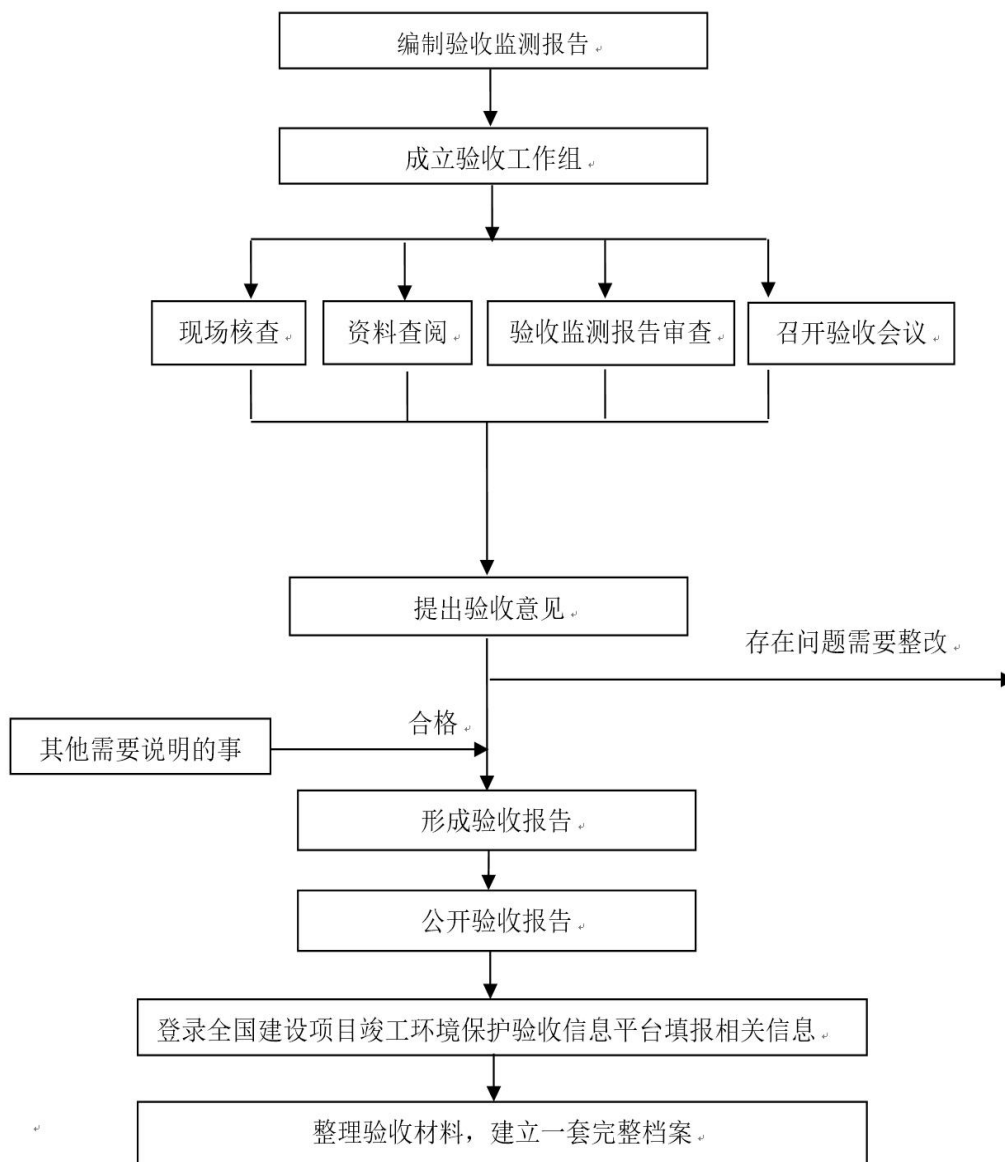 编制验收监测报告
成立验收工作组
现场核查
资料查阅
验收监测报告审查
召开验收会议
提出验收意见
存在问题需要整改
合格
其他需要说明的事
形成验收报告
公开验收报告
登录全国建设项目竣工环境保护验收信息平台填报相关信息
整理验收材料，建立一套完整档案